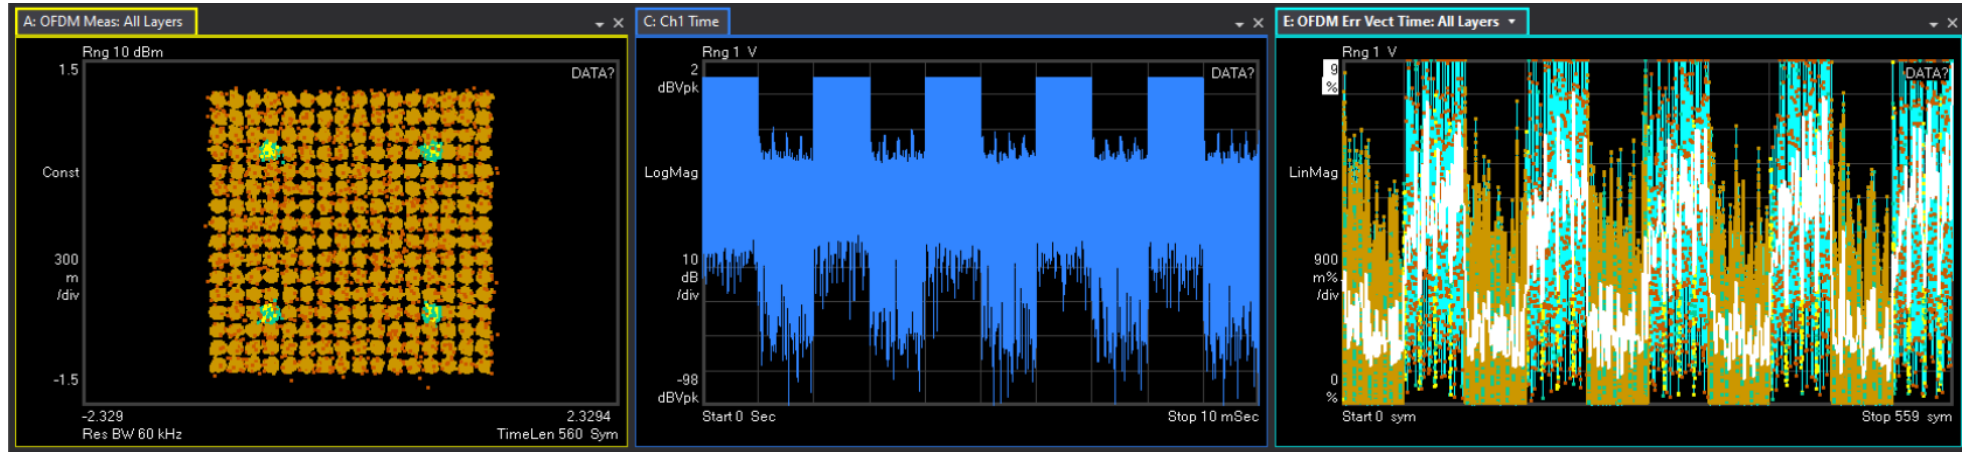 A: OFDM Meas: All Layers
Rng 10 dBm
1.5
DATA?
Const
300
m
/div
-1.5
-2.329
2.3294
Res BW 60 kHz
TimeLen 560 Sym
C: Ch1 Time
Rng 1 V
2
dBVpk
DATA?
LogMag
10
dB
/div
-98
dBVpk
Start 0 Sec
Stop 10 mSec
E: OFDM Err Vect Time: All Layers
Rng 1 V
9
%
DATA?
LinMag
900
m%
/div
0
%
Start 0 sym
Stop 559 sym